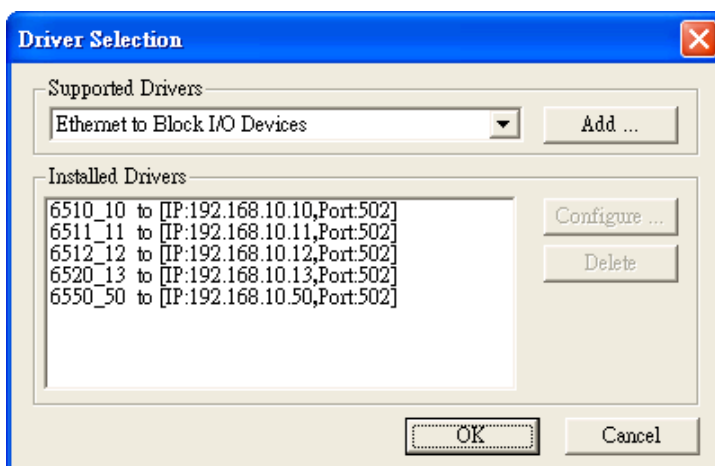 Driver Selection
Supported Drivers
Ethernet to Block I/O Devices
Add ...
Installed Drivers
6510_10 to [IP:192.168.10.10,Port:502]
6511_11 to [IP:192.168.10.11,Port:502]
6512_12 to [IP:192.168.10.12,Port:502]
6520_13 to [IP:192.168.10.13,Port:502]
6550_50 to [IP:192.168.10.50,Port:502]
Configure ...
Delete
OK
Cancel